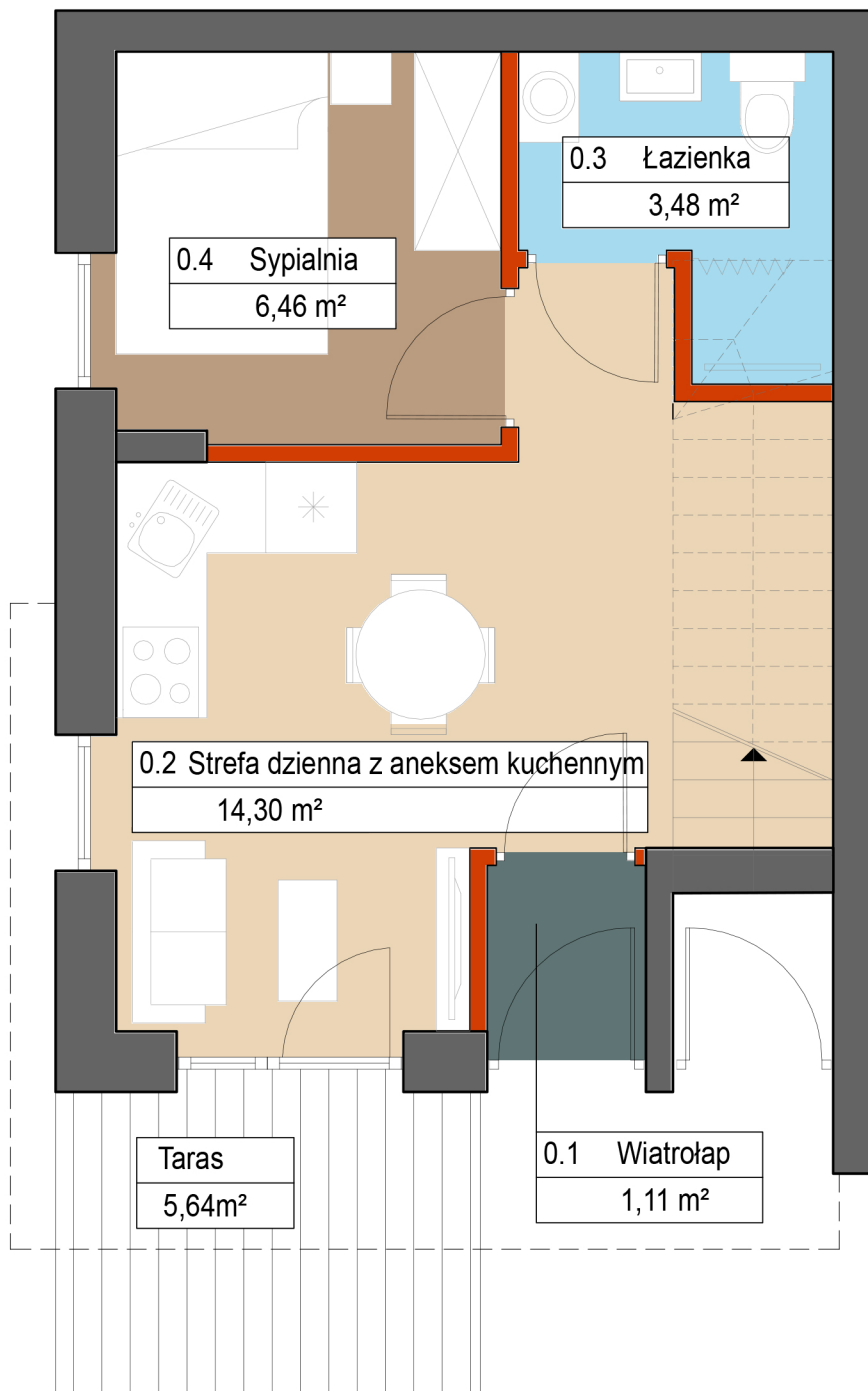 0.3 Łazienka
3,48 m²
0.4 Sypialnia
6,46 m²
0.2 Strefa dzienna z aneksem kuchennym
14,30 m²
Taras
5,64m²
0.1 Wiatrołap
1,11 m²